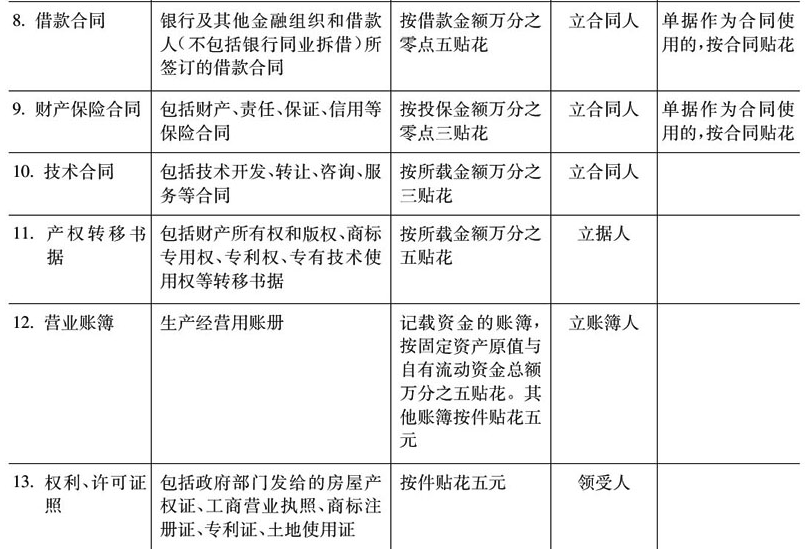 8. 借款合同
银行及其他金融组织和借款
人(不包括银行同业拆借)所
签订的借款合同
按借款金额万分之
零点五贴花
立合同人
单据作为合同使
用的,按合同贴花
9. 财产保险合同
包括财产、责任、保证、信用等
保险合同
按投保金额万分之
零点三贴花
立合同人
单据作为合同使
用的,按合同贴花
10. 技术合同
包括技术开发、转让、咨询、服
务等合同
按所载金额万分之
三贴花
立合同人
11. 产权转移书
据
包括财产所有权和版权、商标
专用权、专利权、专有技术使
用权等转移书据
按所载金额万分之
五贴花
立据人
12. 营业账簿
生产经营用账册
记载资金的账簿,
按固定资产原值与
自有流动资金总额
万分之五贴花。其
他账簿按件贴花五
元
立账簿人
13. 权利、许可证
照
包括政府部门发给的房屋产
权证、工商营业执照、商标注
册证、专利证、土地使用证
按件贴花五元
领受人